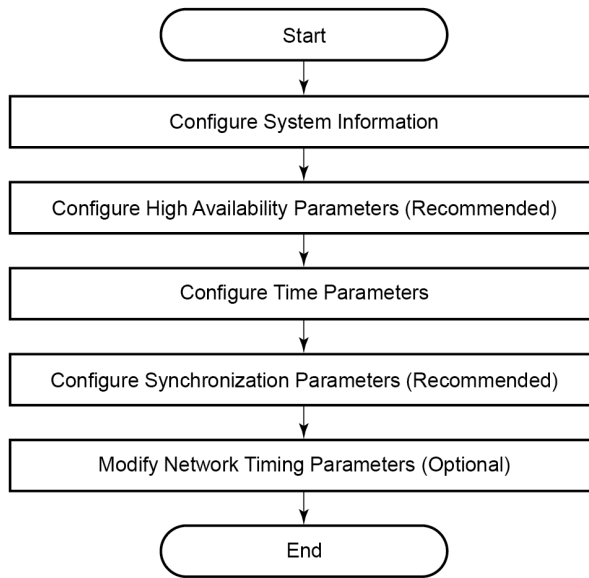 Start
Configure System Information
Configure High Availability Parameters (Recommended)
Configure Time Parameters
Configure Synchronization Parameters (Recommended)
Modify Network Timing Parameters (Optional)
End